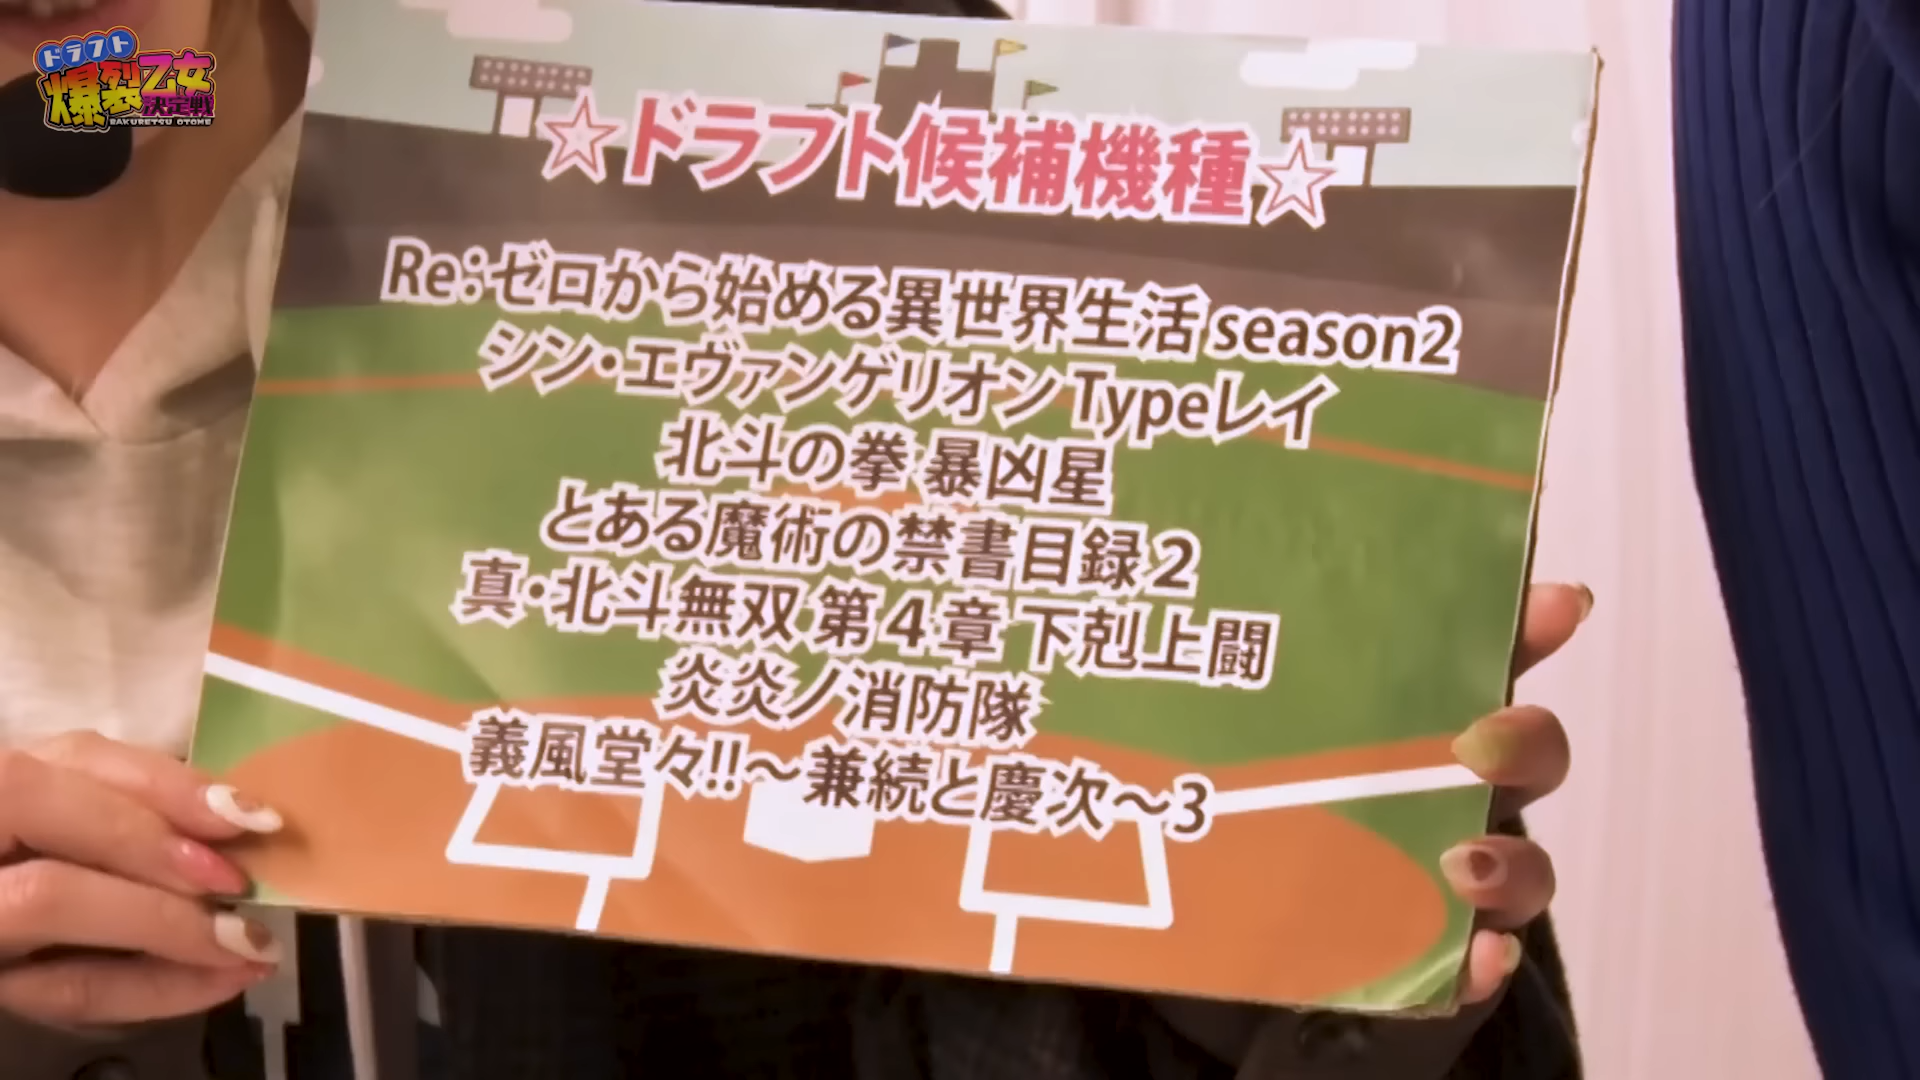 ドラフト
爆裂乙女
決定戦
BAKURETSU OTOME
☆ドラフト候補機種☆
Re:ゼロから始める異世界生活 season2
シン・エヴァンゲリオン Typeレイ
北斗の拳 暴凶星
とある魔術の禁書目録2
真・北斗無双 第4章 下剋上闘
炎炎ノ消防隊
義風堂々!!～兼続と慶次～3